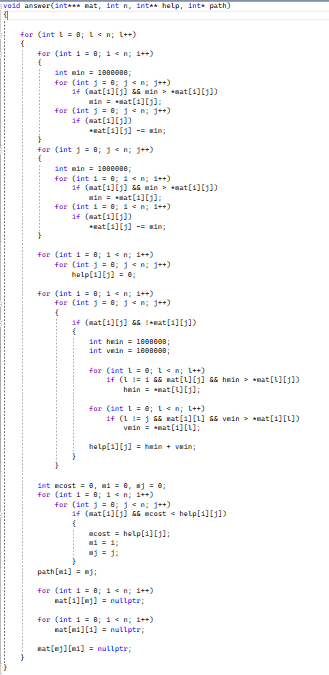 void answer(int*** mat, int n, int** help, int* path)
{
for (int l = 0; l < n; l++)
{
for (int i = 0; i < n; i++)
{
int min = 1000000;
for (int j = 0; j < n; j++)
if (mat[i][j] && min > *mat[i][j])
min = *mat[i][j];
for (int j = 0; j < n; j++)
if (mat[i][j])
*mat[i][j] -= min;
}
for (int j = 0; j < n; j++)
{
int min = 1000000;
for (int i = 0; i < n; i++)
if (mat[i][j] && min > *mat[i][j])
min = *mat[i][j];
for (int i = 0; i < n; i++)
if (mat[i][j])
*mat[i][j] -= min;
}
for (int i = 0; i < n; i++)
for (int j = 0; j < n; j++)
help[i][j] = 0;
for (int i = 0; i < n; i++)
for (int j = 0; j < n; j++)
{
if (mat[i][j] && !*mat[i][j])
{
int hmin = 1000000;
int vmin = 1000000;
for (int l = 0; l < n; l++)
if (l != i && mat[l][j] && hmin > *mat[l][j])
hmin = *mat[l][j];
for (int l = 0; l < n; l++)
if (l != j && mat[i][l] && vmin > *mat[i][l])
vmin = *mat[i][l];
help[i][j] = hmin + vmin;
}
}
int mcost = 0, mi = 0, mj = 0;
for (int i = 0; i < n; i++)
for (int j = 0; j < n; j++)
if (mat[i][j] && mcost < help[i][j])
{
mcost = help[i][j];
mi = i;
mj = j;
}
path[mi] = mj;
for (int i = 0; i < n; i++)
mat[i][mj] = nullptr;
for (int i = 0; i < n; i++)
mat[mi][i] = nullptr;
mat[mj][mi] = nullptr;
}
}